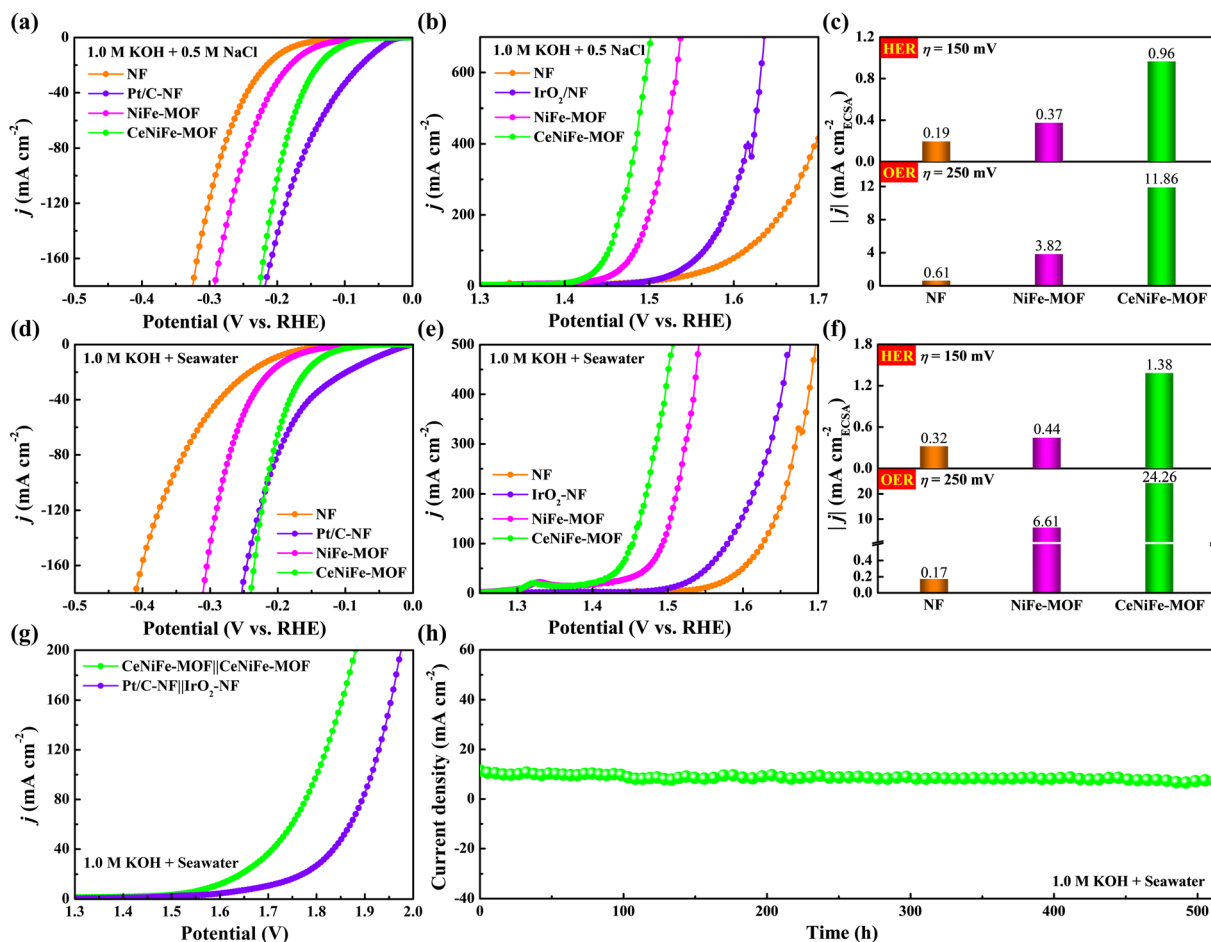 (a)
1.0 M KOH + 0.5 M NaCl
NF
Pt/C-NF
NiFe-MOF
CeNiFe-MOF
j (mA cm⁻²)
0
-40
-80
-120
-160
-0.5
-0.4
-0.3
-0.2
-0.1
0.0
Potential (V vs. RHE)
(b)
1.0 M KOH + 0.5 NaCl
NF
IrO₂/NF
NiFe-MOF
CeNiFe-MOF
j (mA cm⁻²)
600
400
200
0
1.3
1.4
1.5
1.6
1.7
Potential (V vs. RHE)
(c)
HER η = 150 mV
1.2
0.8
0.4
0.0
0.19
0.37
0.96
OER η = 250 mV
12
8
4
0
0.61
3.82
11.86
|j| (mA cm⁻²ECSA)
NF
NiFe-MOF
CeNiFe-MOF
(d)
1.0 M KOH + Seawater
NF
Pt/C-NF
NiFe-MOF
CeNiFe-MOF
j (mA cm⁻²)
0
-40
-80
-120
-160
-0.5
-0.4
-0.3
-0.2
-0.1
0.0
Potential (V vs. RHE)
(e)
1.0 M KOH + Seawater
NF
IrO₂-NF
NiFe-MOF
CeNiFe-MOF
j (mA cm⁻²)
500
400
300
200
100
0
1.3
1.4
1.5
1.6
1.7
Potential (V vs. RHE)
(f)
HER η = 150 mV
1.8
1.2
0.6
0.0
0.32
0.44
1.38
OER η = 250 mV
20
10
0.4
0.2
0.0
0.17
6.61
24.26
|j| (mA cm⁻²ECSA)
NF
NiFe-MOF
CeNiFe-MOF
(g)
CeNiFe-MOF||CeNiFe-MOF
Pt/C-NF||IrO₂-NF
1.0 M KOH + Seawater
j (mA cm⁻²)
200
160
120
80
40
0
1.3
1.4
1.5
1.6
1.7
1.8
1.9
2.0
Potential (V)
(h)
Current density (mA cm⁻²)
60
40
20
0
-20
-40
1.0 M KOH + Seawater
0
100
200
300
400
500
Time (h)